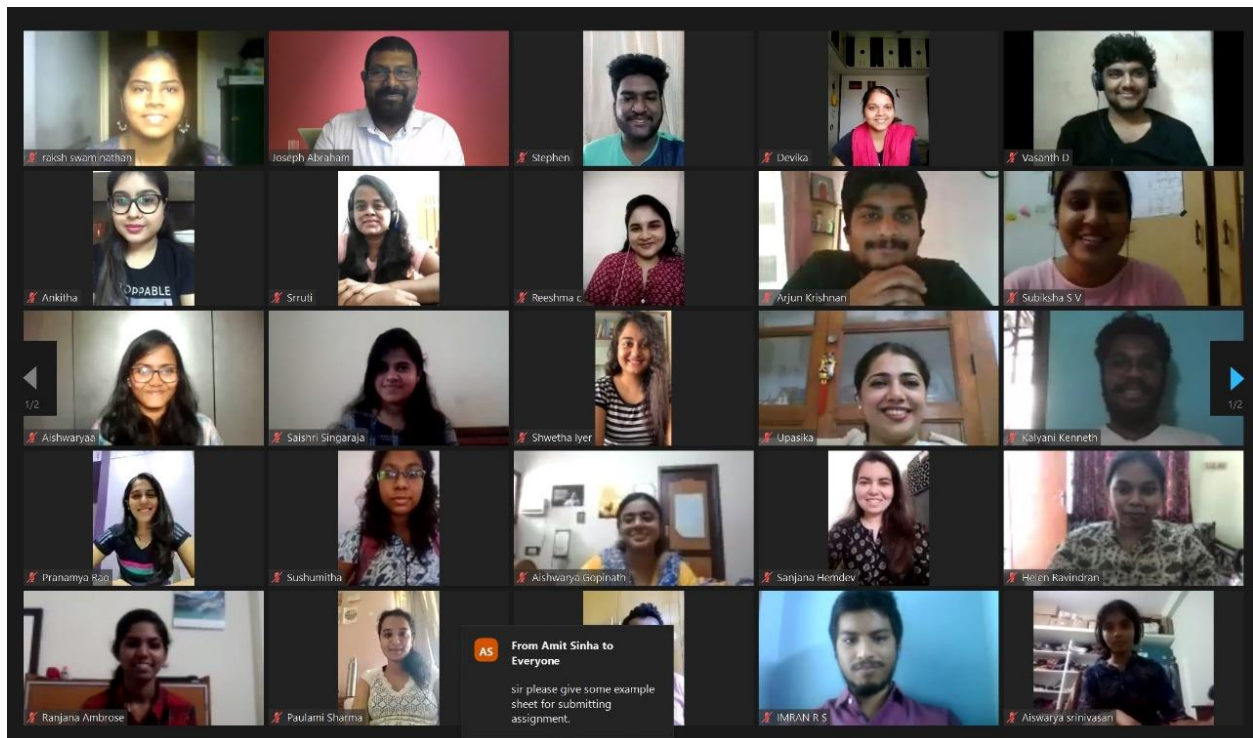 raksh swaminathan
Joseph Abraham
Stephen
Devika
Vasanth D
Ankitha
Srruti
Reeshma c
Arjun Krishnan
Subiksha S V
OPPABLE
1/2
Aishwaryaa
Saishri Singaraja
Shwetha Iyer
Upasika
Kalyani Kenneth
1/2
Pranamya Rao
Sushumitha
Aishwarya Gopinath
Sanjana Hemdev
Helen Ravindran
Ranjana Ambrose
Paulami Sharma
AS
From Amit Sinha to
Everyone
sir please give some example
sheet for submitting
assignment.
IMRAN R S
Aiswarya srinivasan